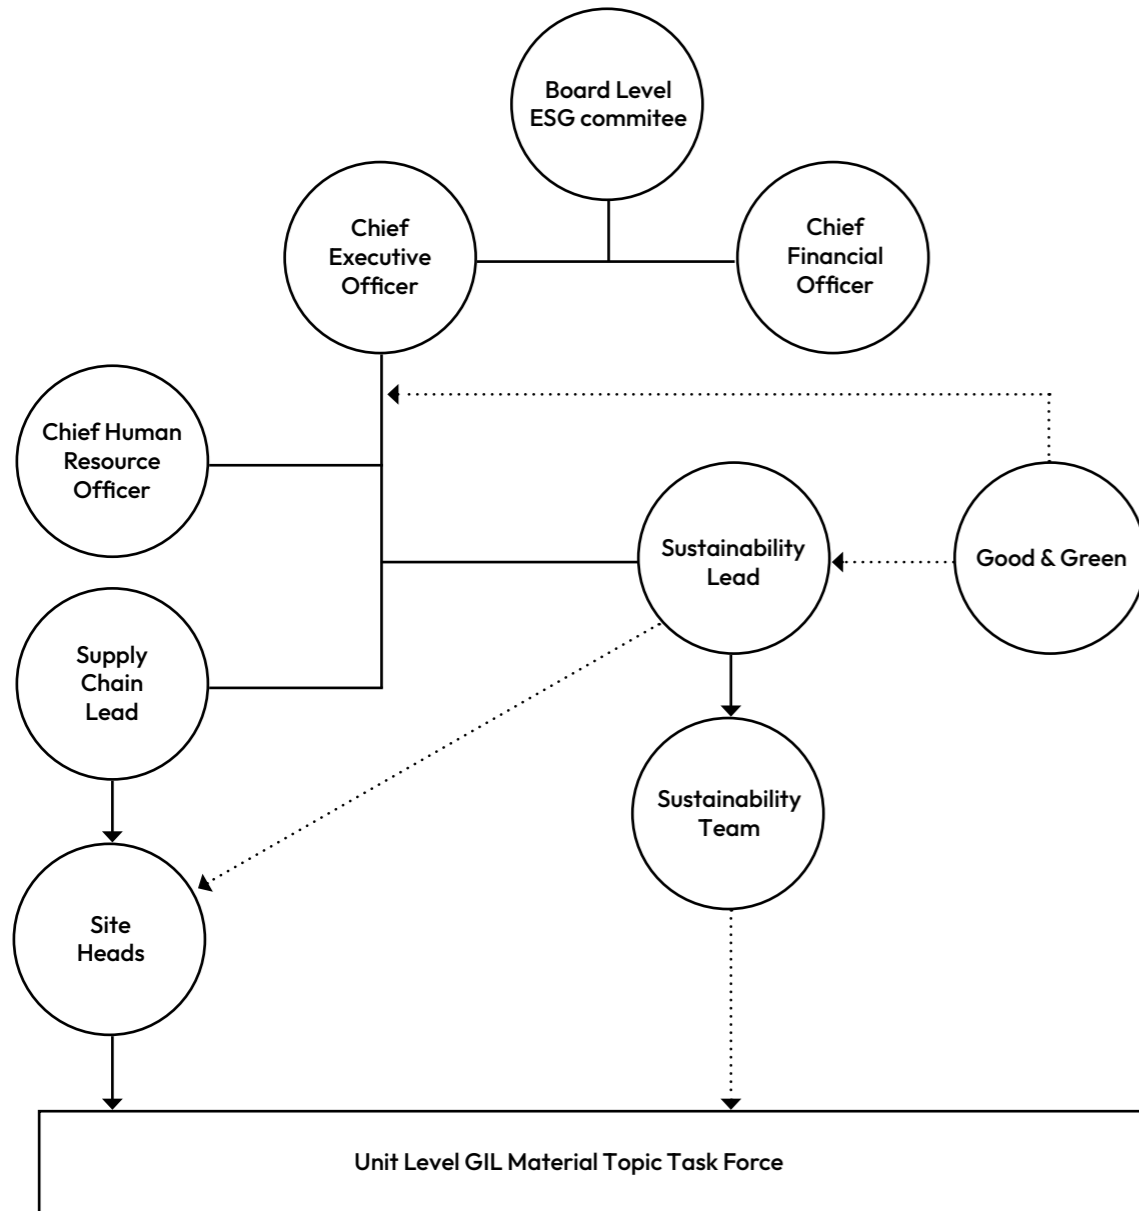 Board Level
ESG commitee
Chief
Executive
Officer
Chief
Financial
Officer
Chief Human
Resource
Officer
Sustainability
Lead
Good & Green
Supply
Chain
Lead
Sustainability
Team
Site
Heads
Unit Level GIL Material Topic Task Force